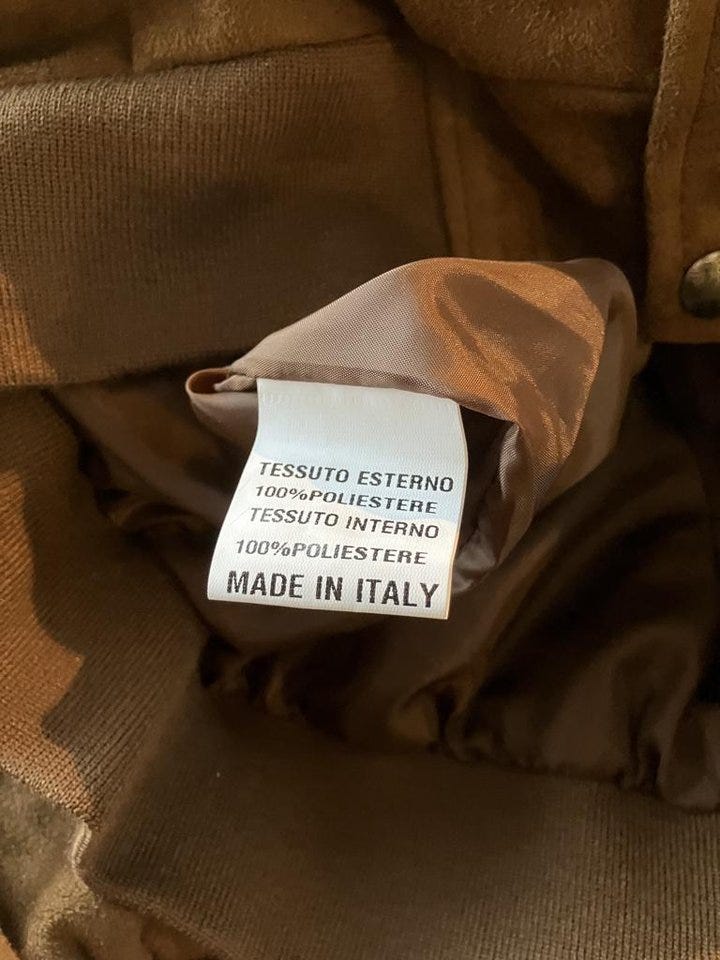 TESSUTO ESTERNO
100%POLIESTERE
TESSUTO INTERNO
100%POLIESTERE
MADE IN ITALY